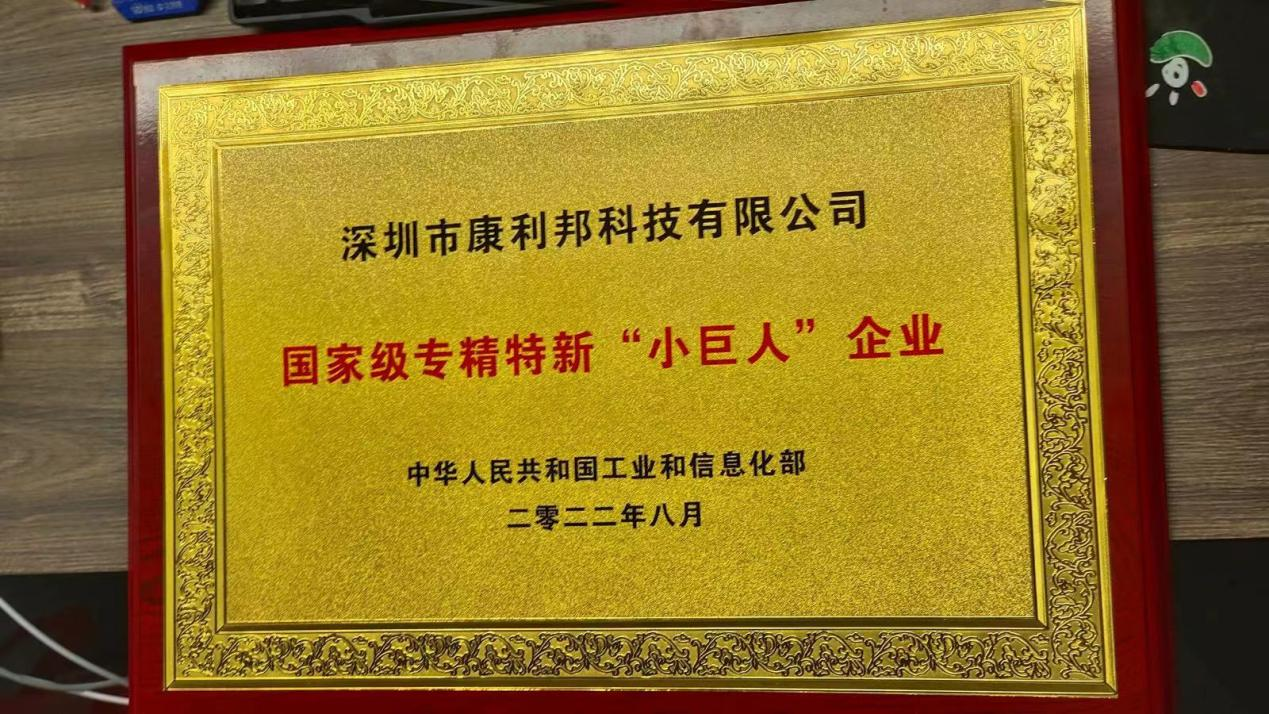 深圳市康利邦科技有限公司
国家级专精特新“小巨人”企业
中华人民共和国工业和信息化部
二零二二年八月